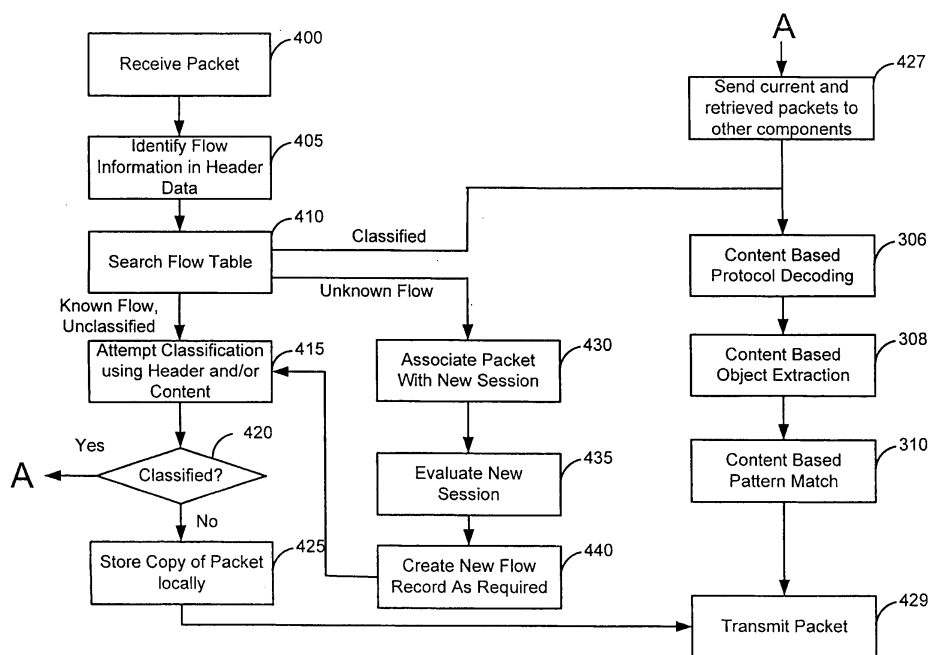 400
Receive Packet
405
Identify Flow
Information in Header
Data
410
Search Flow Table
Classified
Unknown Flow
Known Flow,
Unclassified
415
Attempt Classification
using Header and/or
Content
420
Yes
Classified?
A
No
425
Store Copy of Packet
locally
430
Associate Packet
With New Session
435
Evaluate New
Session
440
Create New Flow
Record As Required
A
427
Send current and
retrieved packets to
other components
306
Content Based
Protocol Decoding
308
Content Based
Object Extraction
310
Content Based
Pattern Match
429
Transmit Packet